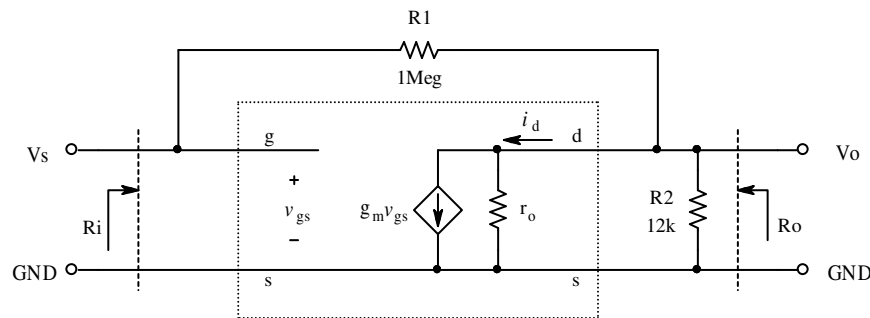 R1
1Meg
Vs
g
i_d
d
Vo
+
v_gs
−
g_m v_gs
r_o
R2
12k
Ri
Ro
GND
s
s
GND